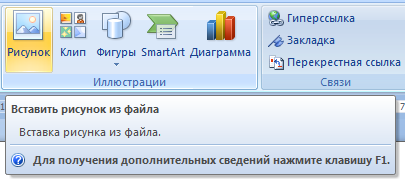 Рисунок Клип Фигуры SmartArt Диаграмма
Иллюстрации
Гиперссылка
Закладка
Перекрестная ссылка
Связи
Вставить рисунок из файла
Вставка рисунка из файла.
Для получения дополнительных сведений нажмите клавишу F1.